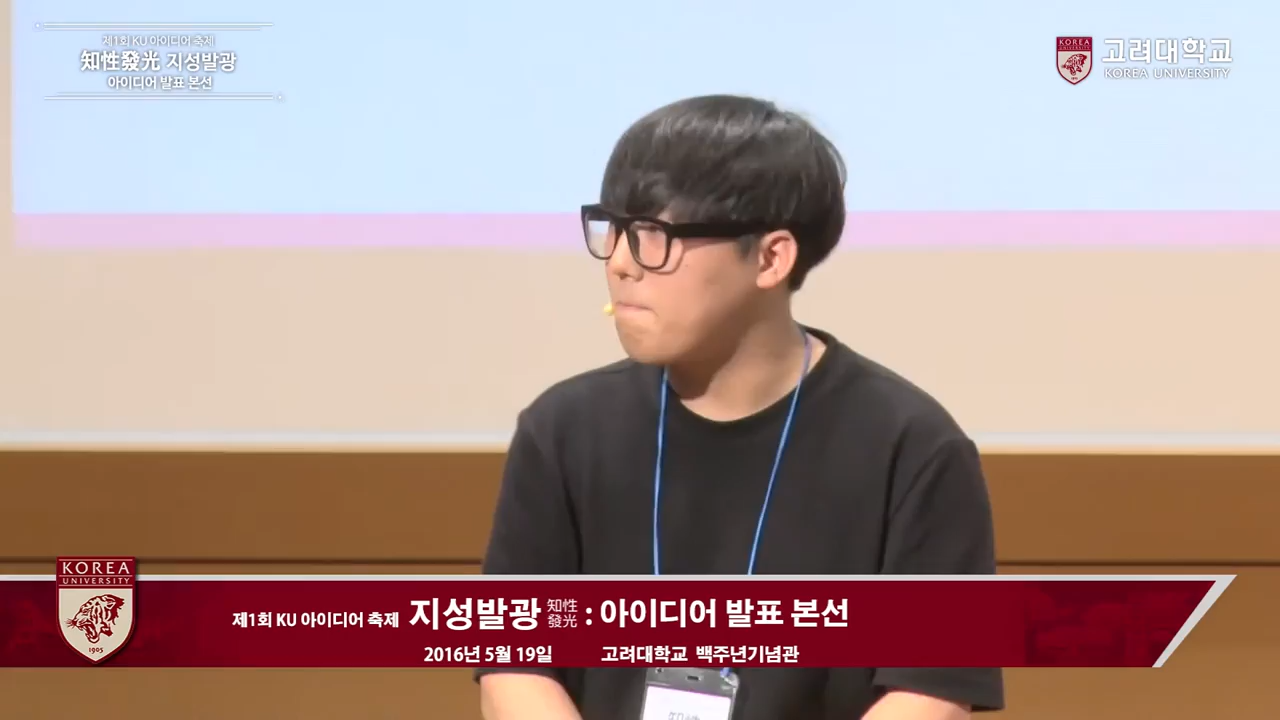 제1회 KU 아이디어 축제
知性發光 지성발광
아이디어 발표 본선
KOREA
UNIVERSITY
고려대학교
KOREA UNIVERSITY
KOREA
UNIVERSITY
1905
제1회 KU 아이디어 축제 지성발광 知性發光 : 아이디어 발표 본선
2016년 5월 19일 고려대학교 백주년기념관